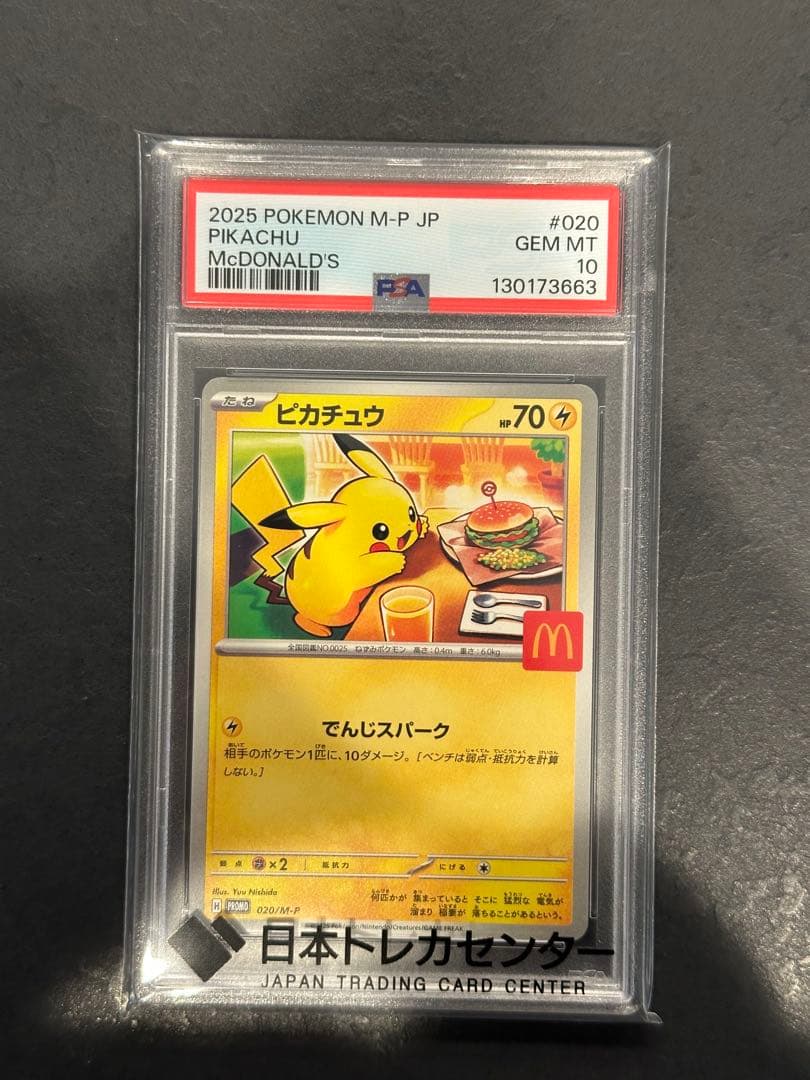 2025 POKEMON M-P JP #020
PIKACHU GEM MT
McDONALD'S 10
PSA 130173663
たね ピカチュウ HP70
全国図鑑NO.0025 ねずみポケモン 高さ:0.4m 重さ:6.0kg
でんじスパーク
相手のポケモン1匹に、10ダメージ。[ベンチは弱点・抵抗力を計算
しない。]
弱点 ×2 抵抗力 にげる
Illus. Yuu Nishida
何匹かが 集まっていると そこに 猛烈な 電気が
溜まり 稲妻が 落ちることがあるという。
H PROMO 020/M-P
/Nintendo/Creatures/GAME FREAK
日本トレカセンター
JAPAN TRADING CARD CENTER